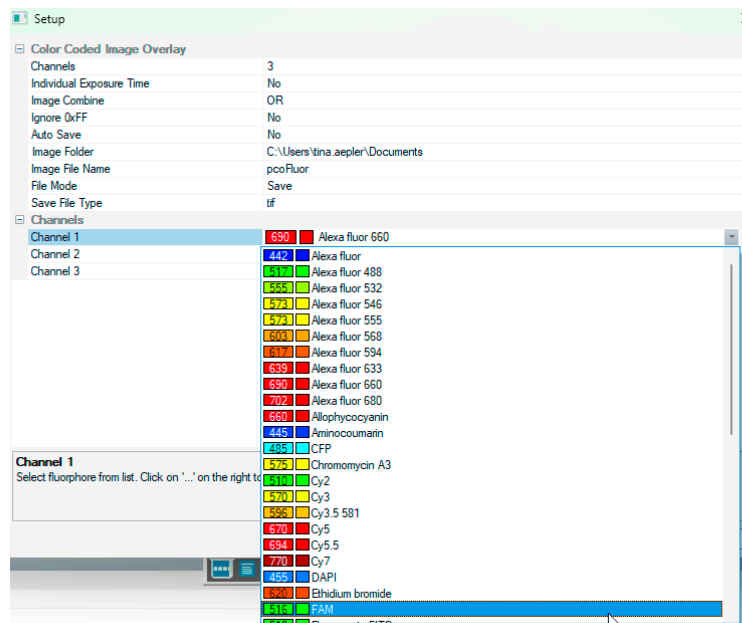 Setup
Color Coded Image Overlay
Channels 3
Individual Exposure Time No
Image Combine OR
Ignore 0xFF No
Auto Save No
Image Folder C:\Users\tina.aepler\Documents
Image File Name pcoFluor
File Mode Save
Save File Type tif
Channels
Channel 1 690 Alexa fluor 660
Channel 2
Channel 3
442 Alexa fluor
517 Alexa fluor 488
555 Alexa fluor 532
573 Alexa fluor 546
573 Alexa fluor 555
603 Alexa fluor 568
617 Alexa fluor 594
639 Alexa fluor 633
690 Alexa fluor 660
702 Alexa fluor 680
660 Allophycocyanin
445 Aminocoumarin
485 CFP
575 Chromomycin A3
510 Cy2
570 Cy3
596 Cy3.5 581
670 Cy5
694 Cy5.5
770 Cy7
455 DAPI
620 Ethidium bromide
516 FAM
Channel 1
Select fluorphore from list. Click on '...' on the right to